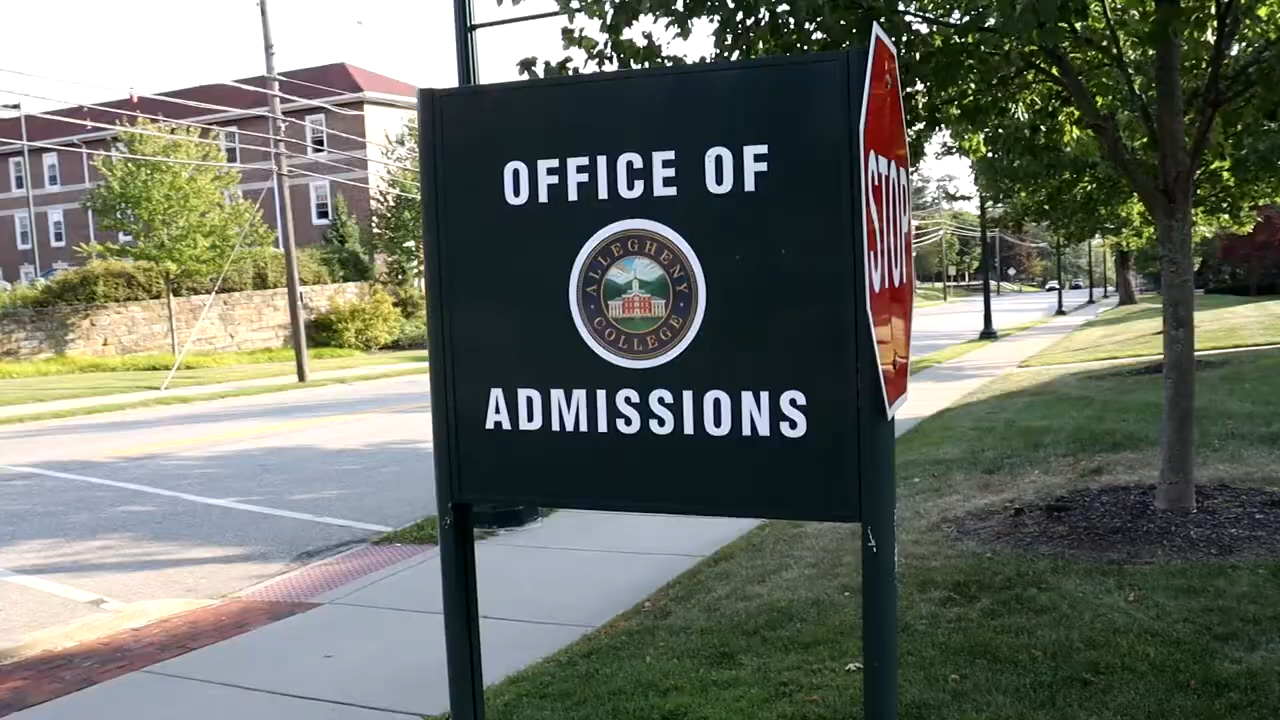 OFFICE OF
ALLEGHENY
COLLEGE
ADMISSIONS
STOP